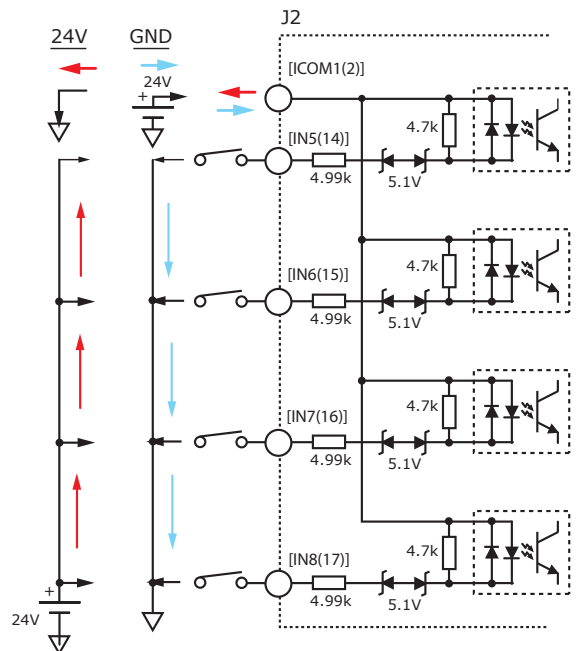 J2
24V GND
24V
+
[ICOM1(2)]
4.7k
[IN5(14)]
4.99k
5.1V
4.7k
[IN6(15)]
4.99k
5.1V
4.7k
[IN7(16)]
4.99k
5.1V
4.7k
[IN8(17)]
4.99k
5.1V
+
24V